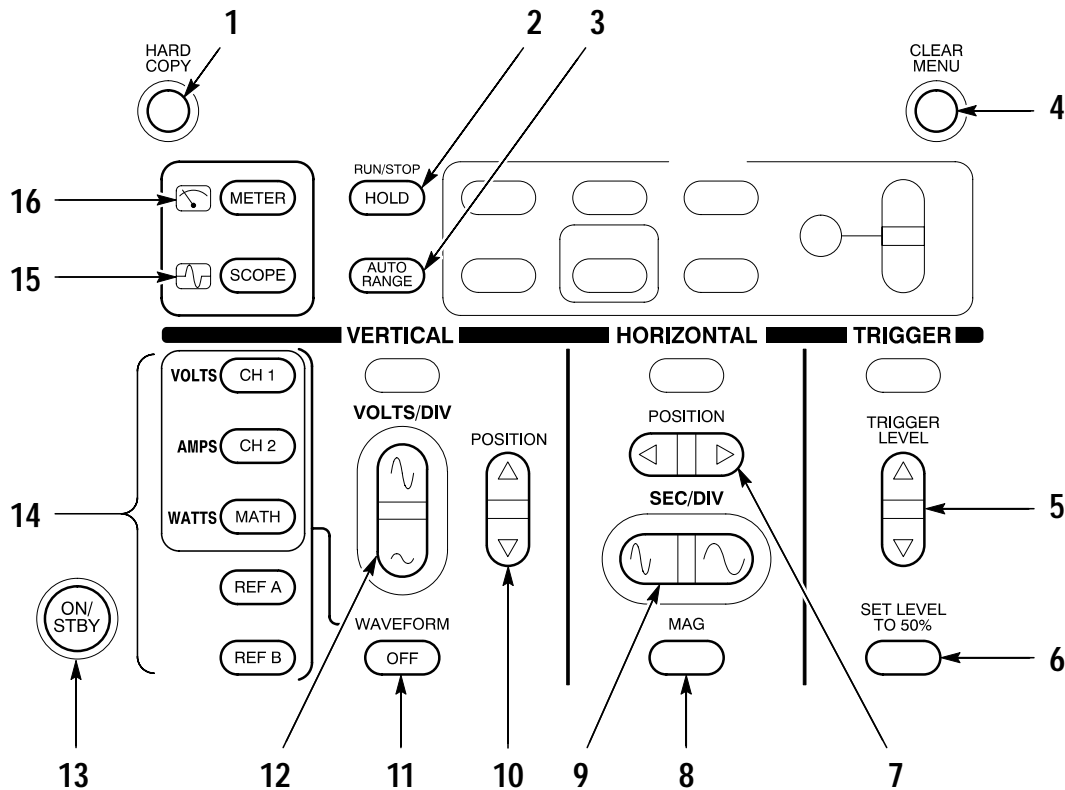 1
2
3
HARD
COPY
CLEAR
MENU
4
RUN/STOP
16
METER
HOLD
15
SCOPE
AUTO
RANGE
VERTICAL
HORIZONTAL
TRIGGER
VOLTS
CH 1
VOLTS/DIV
POSITION
TRIGGER
LEVEL
AMPS
CH 2
POSITION
SEC/DIV
14
WATTS
MATH
5
REF A
ON/
STBY
WAVEFORM
MAG
SET LEVEL
TO 50%
REF B
OFF
6
13
12
11
10
9
8
7